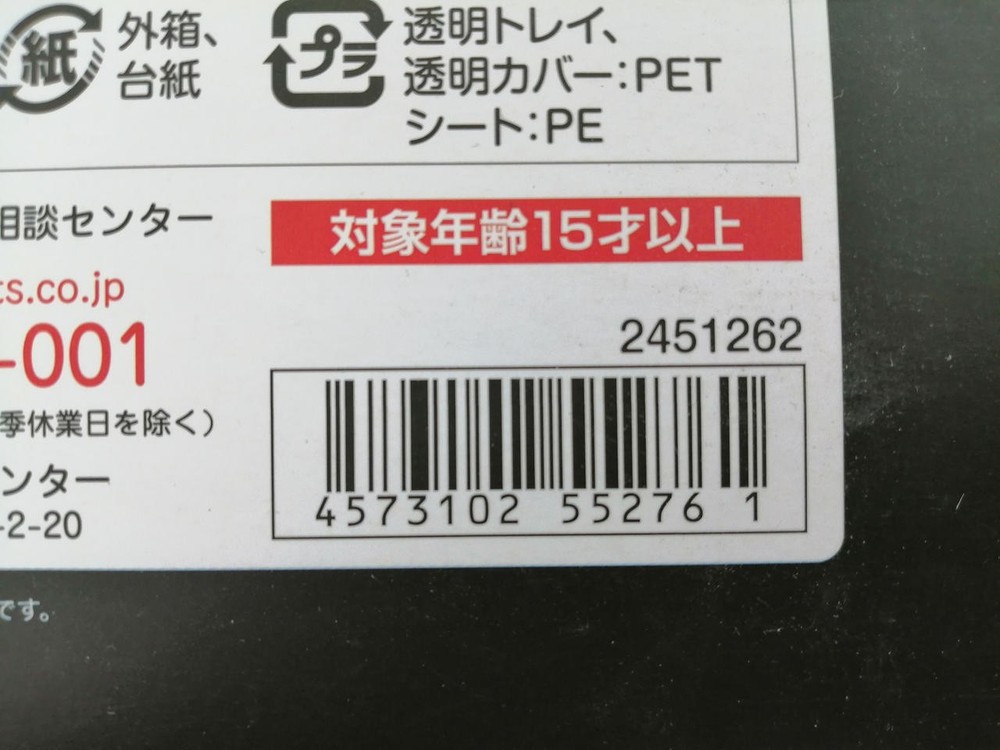 紙 外箱、
台紙
プラ 透明トレイ、
透明カバー：PET
シート：PE
相談センター
対象年齢15才以上
ts.co.jp
-001
2451262
季休業日を除く）
ンター
-2-20
4573102 55276 1
です。